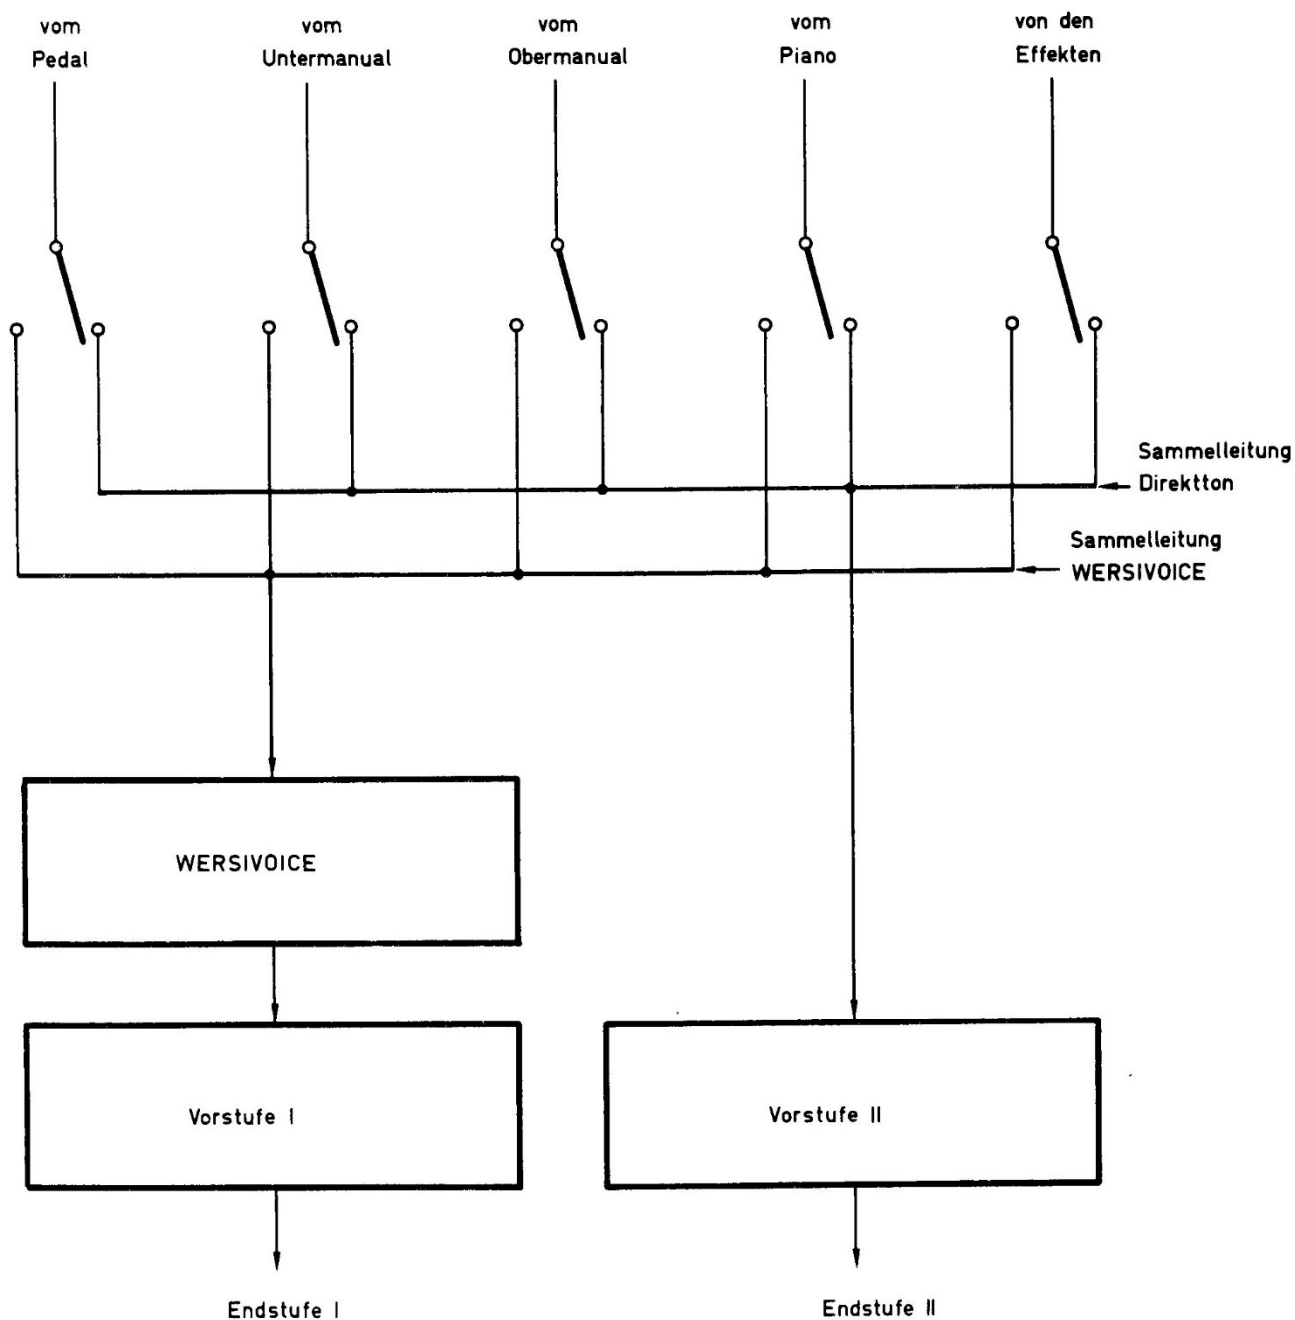 vom
Pedal
vom
Untermanual
vom
Obermanual
vom
Piano
von den
Effekten
Sammelleitung
Direktton
Sammelleitung
WERSIVOICE
WERSIVOICE
Vorstufe I
Vorstufe II
Endstufe I
Endstufe II